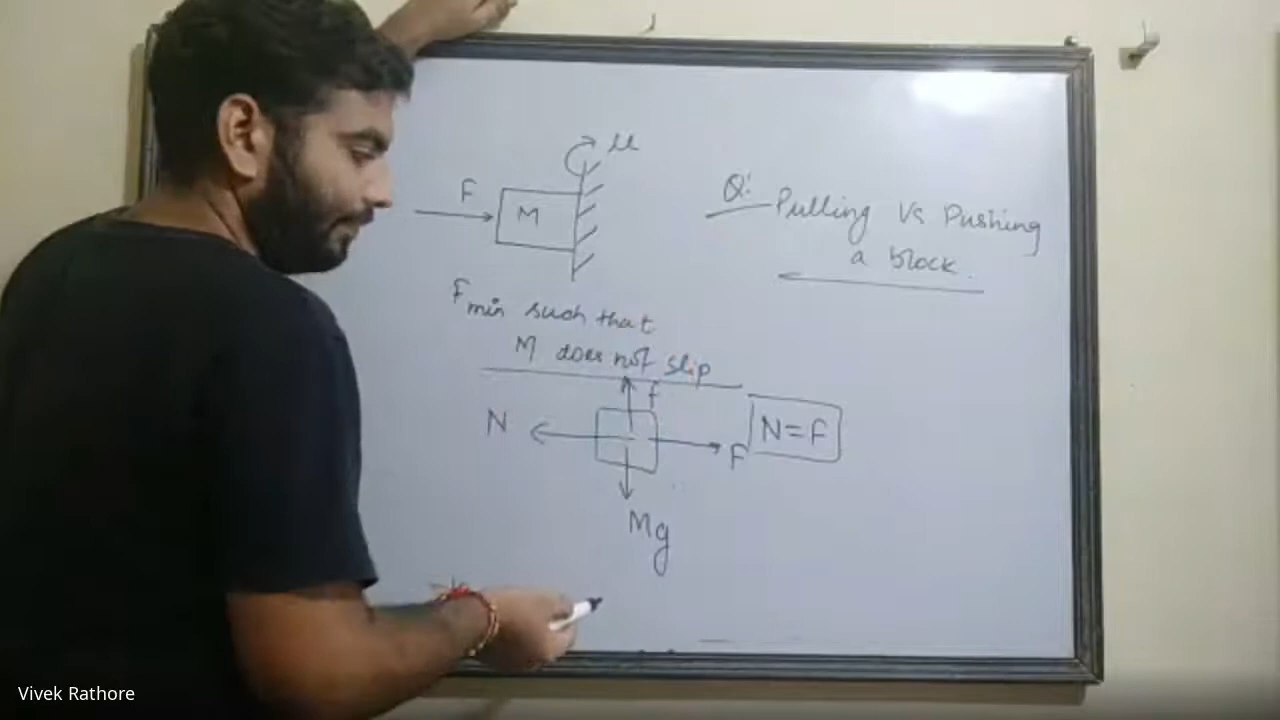 μ
F
M
Q: Pulling Vs Pushing
a block.
Fmin such that
M does not slip
f
N
F
N=F
Mg
Vivek Rathore